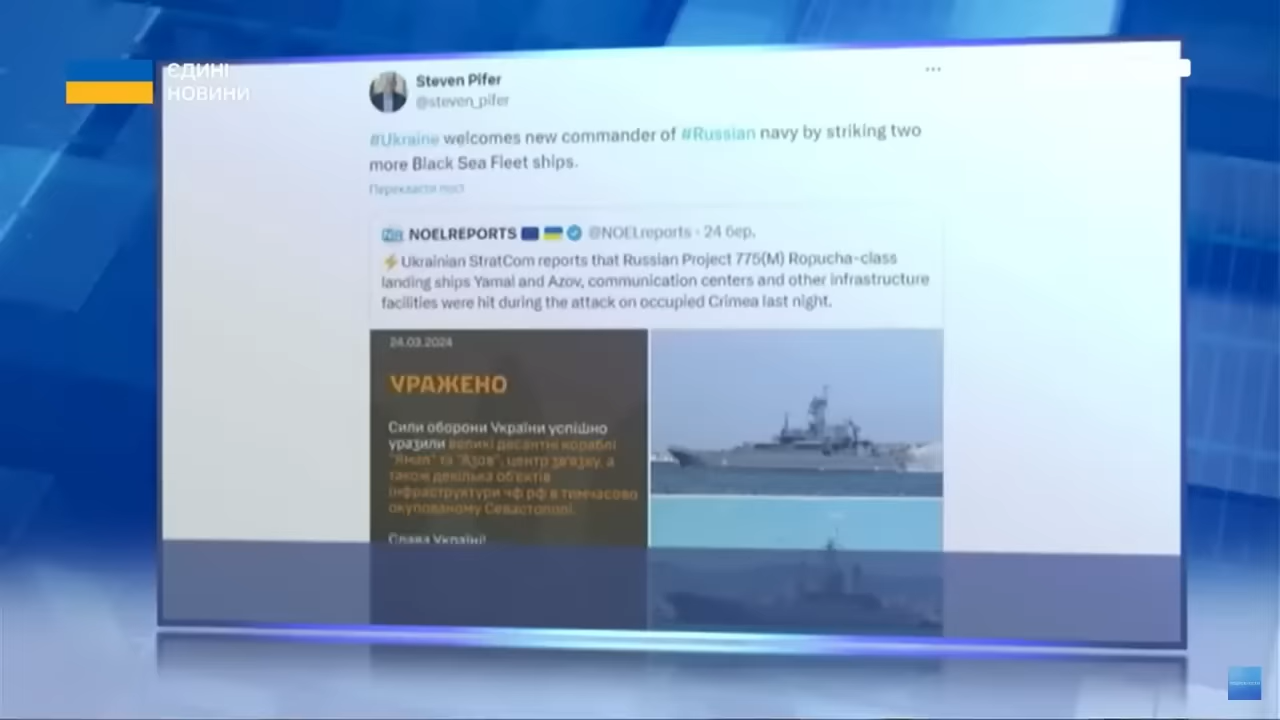 ЄДИНІ
НОВИНИ
Steven Pifer
@steven_pifer
#Ukraine welcomes new commander of #Russian navy by striking two
more Black Sea Fleet ships.
Перекласти пост
NOELREPORTS @NOELreports · 24 бер.
⚡Ukrainian StratCom reports that Russian Project 775(M) Ropucha-class
landing ships Yamal and Azov, communication centers and other infrastructure
facilities were hit during the attack on occupied Crimea last night.
24.03.2024
УРАЖЕНО
Сили оборони України успішно
уразили великі десантні кораблі
"Ямал" та "Азов", центр зв'язку, а
також декілька об'єктів
інфраструктури чф рф в тимчасово
окупованому Севастополі.
Слава Україні!